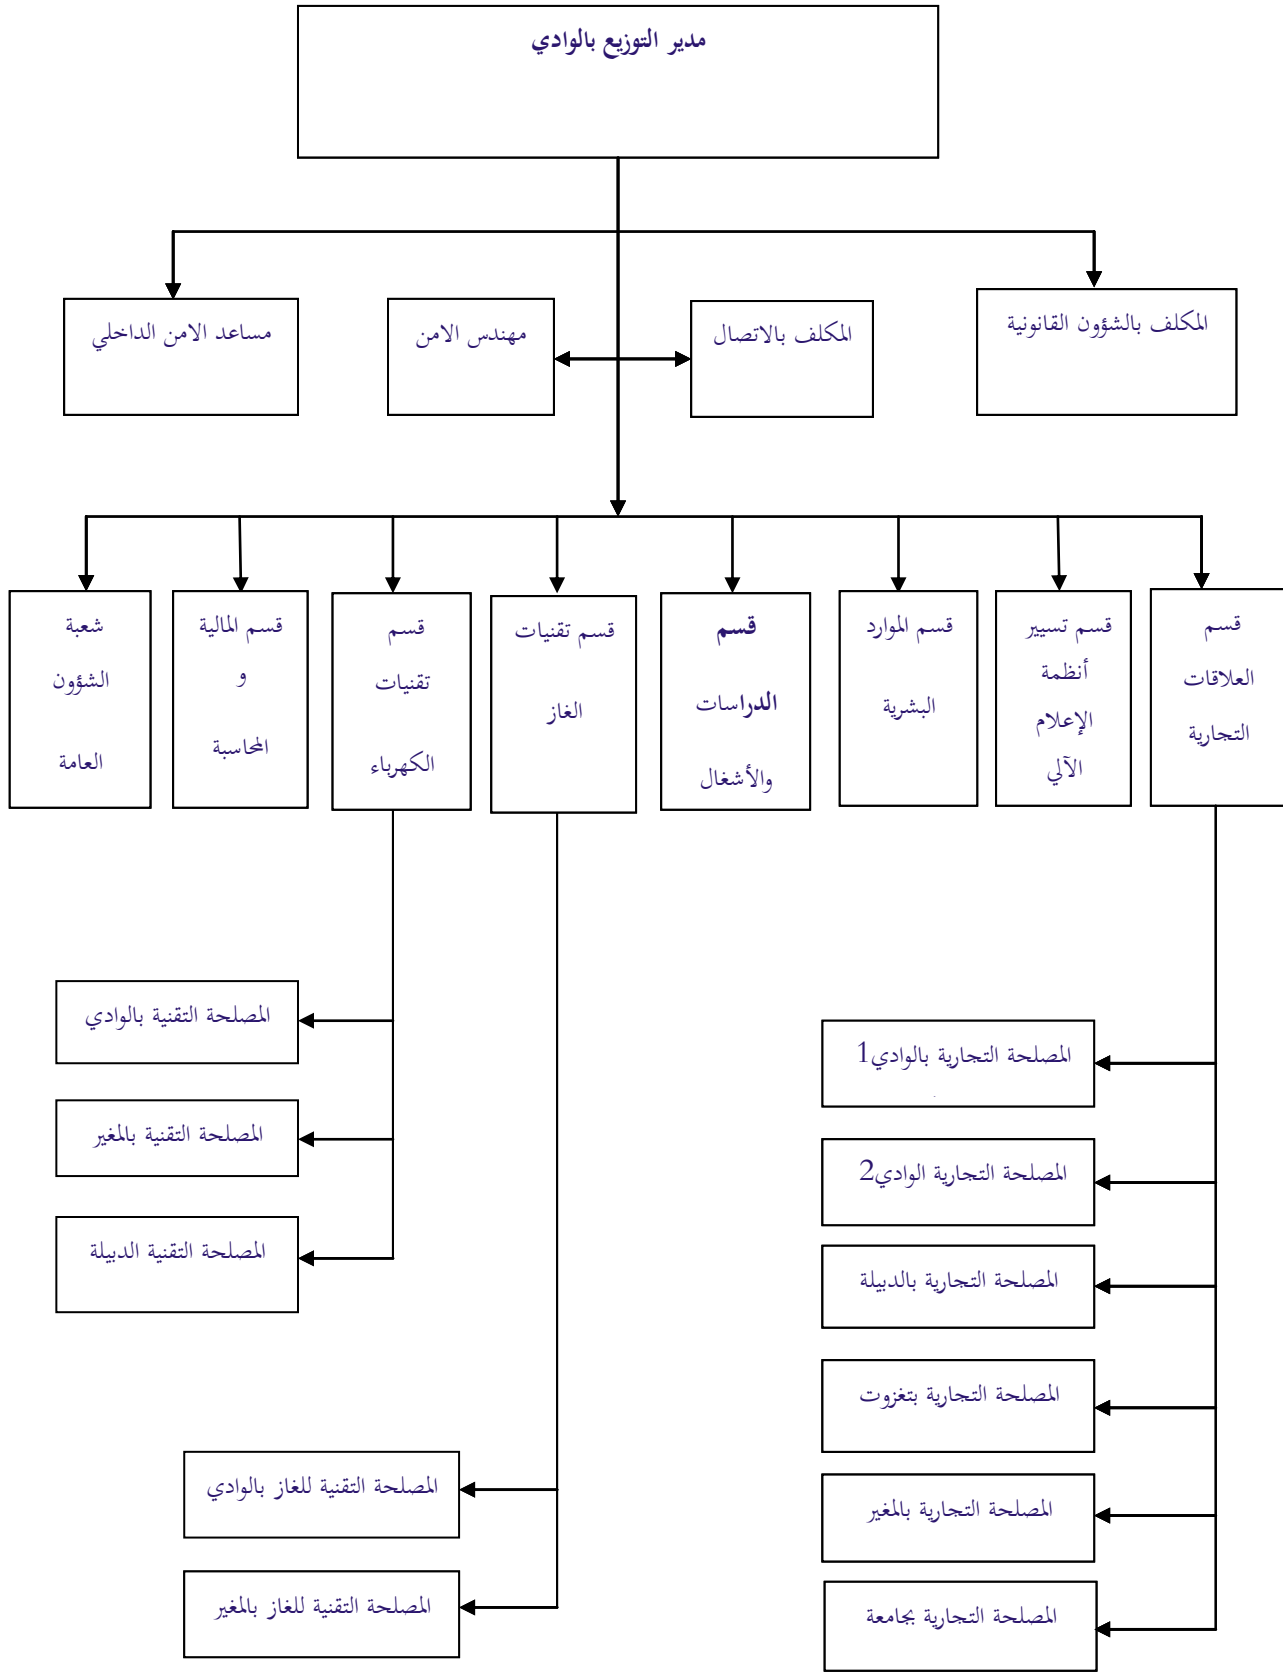 مدير التوزيع بالوادي
المكلف بالشؤون القانونية
المكلف بالاتصال
مهندس الامن
مساعد الامن الداخلي
قسم
العلاقات
التجارية
قسم تسيير
أنظمة
الإعلام
الآلي
قسم الموارد
البشرية
قسم
الدراسات
والأشغال
قسم تقنيات
الغاز
قسم
تقنيات
الكهرباء
قسم المالية
و
المحاسبة
شعبة
الشؤون
العامة
المصلحة التجارية بالوادي1
المصلحة التجارية الوادي2
المصلحة التجارية بالدبيلة
المصلحة التجارية بتغزوت
المصلحة التجارية بالمغير
المصلحة التجارية بجامعة
المصلحة التقنية بالوادي
المصلحة التقنية بالمغير
المصلحة التقنية الدبيلة
المصلحة التقنية للغاز بالوادي
المصلحة التقنية للغاز بالمغير